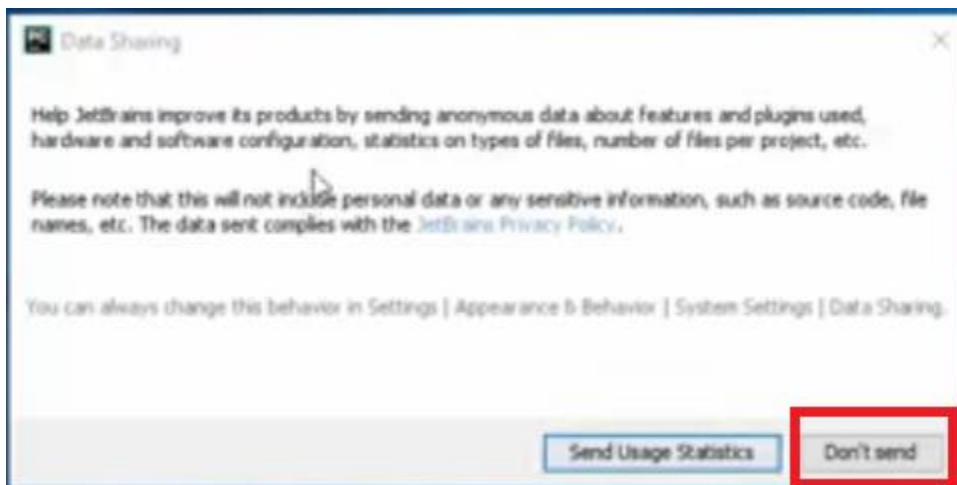 Data Sharing
Help JetBrains improve its products by sending anonymous data about features and plugins used,
hardware and software configuration, statistics on types of files, number of files per project, etc.
Please note that this will not include personal data or any sensitive information, such as source code, file
names, etc. The data sent complies with the JetBrains Privacy Policy.
You can always change this behavior in Settings | Appearance & Behavior | System Settings | Data Sharing.
Send Usage Statistics
Don't send